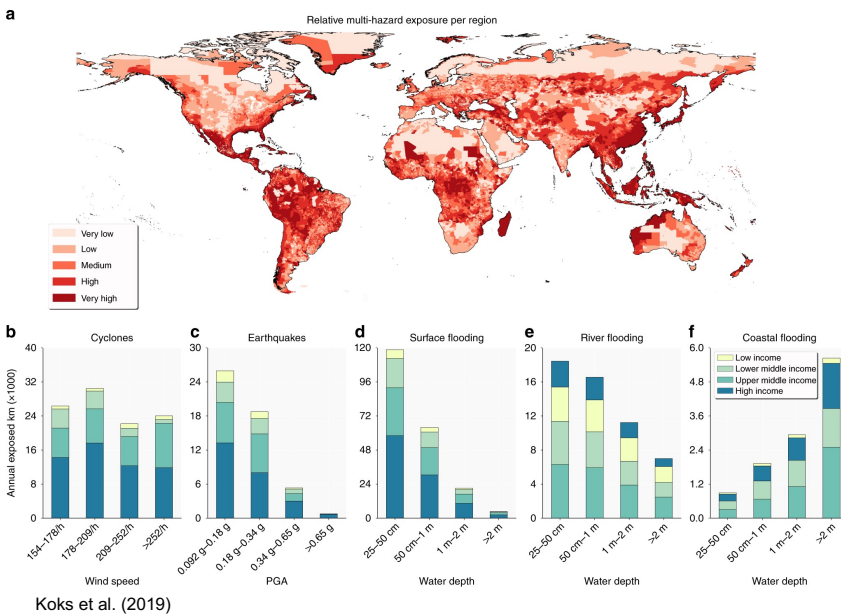 a
Relative multi-hazard exposure per region
Very low
Low
Medium
High
Very high
b
Cyclones
40
32
24
16
8
0
Annual exposed km (×1000)
154–178/h
178–209/h
209–252/h
>252/h
Wind speed
c
Earthquakes
30
24
18
12
6
0
0.092 g–0.18 g
0.18 g–0.34 g
0.34 g–0.65 g
>0.65 g
PGA
d
Surface flooding
120
96
72
48
24
0
25–50 cm
50 cm–1 m
1 m–2 m
>2 m
Water depth
e
River flooding
20
16
12
8
4
0
25–50 cm
50 cm–1 m
1 m–2 m
>2 m
Water depth
f
Coastal flooding
6.0
4.8
3.6
2.4
1.2
0
Low income
Lower middle income
Upper middle income
High income
25–50 cm
50 cm–1 m
1 m–2 m
>2 m
Water depth
Koks et al. (2019)